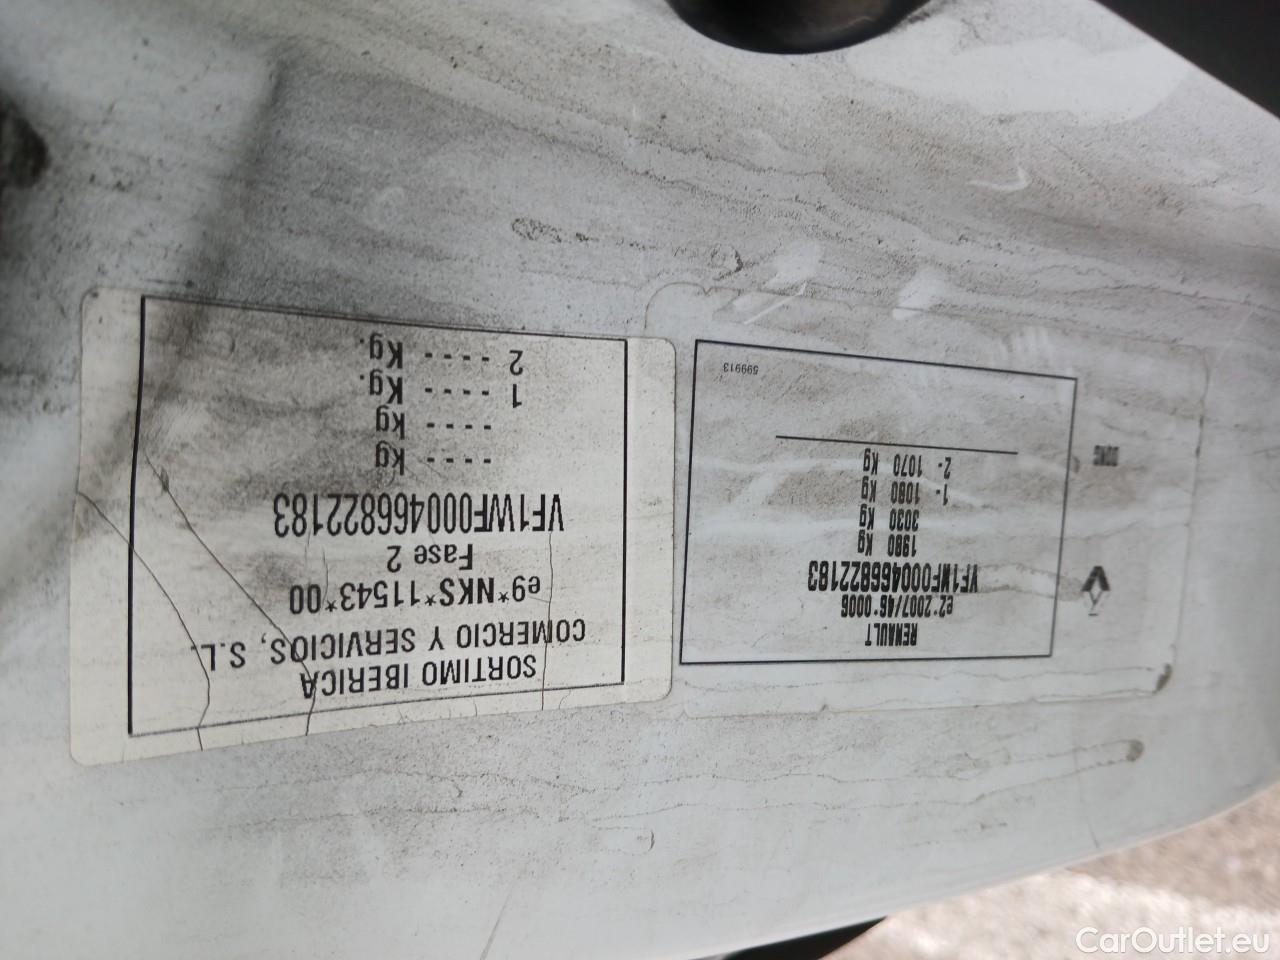 RENAULT
e2*2007/46*0006
VF1WF000466822183
1980 Kg
3030 Kg
1- 1080 Kg
2- 1070 Kg
599913
SORTIMO IBERICA
COMERCIO Y SERVICIOS, S.L.
e9*NKS*11543*00
Fase 2
VF1WF000466822183
---- Kg
---- Kg
1 ---- Kg.
2 ---- Kg.
CarOutlet.eu